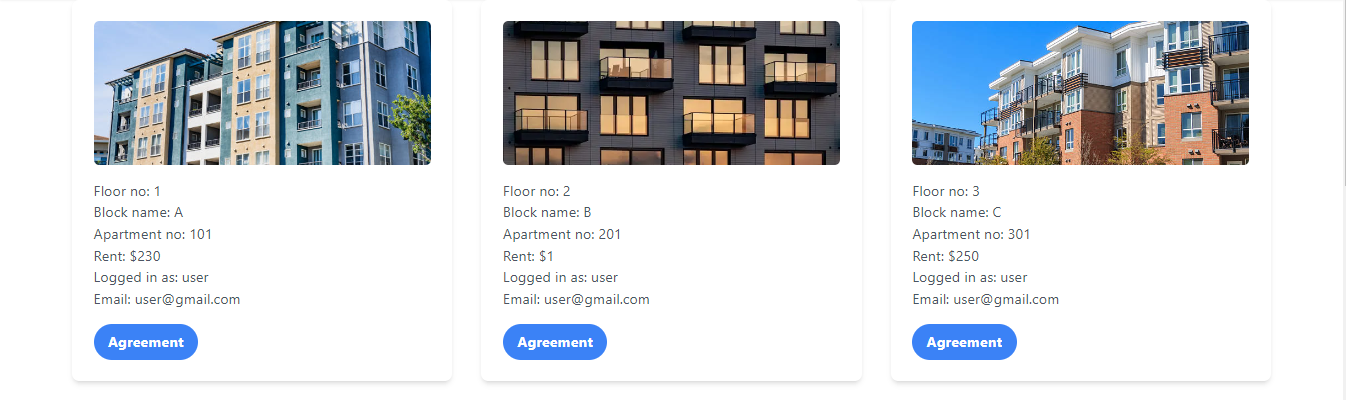 Floor no: 1
Block name: A
Apartment no: 101
Rent: $230
Logged in as: user
Email: user@gmail.com
Agreement
Floor no: 2
Block name: B
Apartment no: 201
Rent: $1
Logged in as: user
Email: user@gmail.com
Agreement
Floor no: 3
Block name: C
Apartment no: 301
Rent: $250
Logged in as: user
Email: user@gmail.com
Agreement